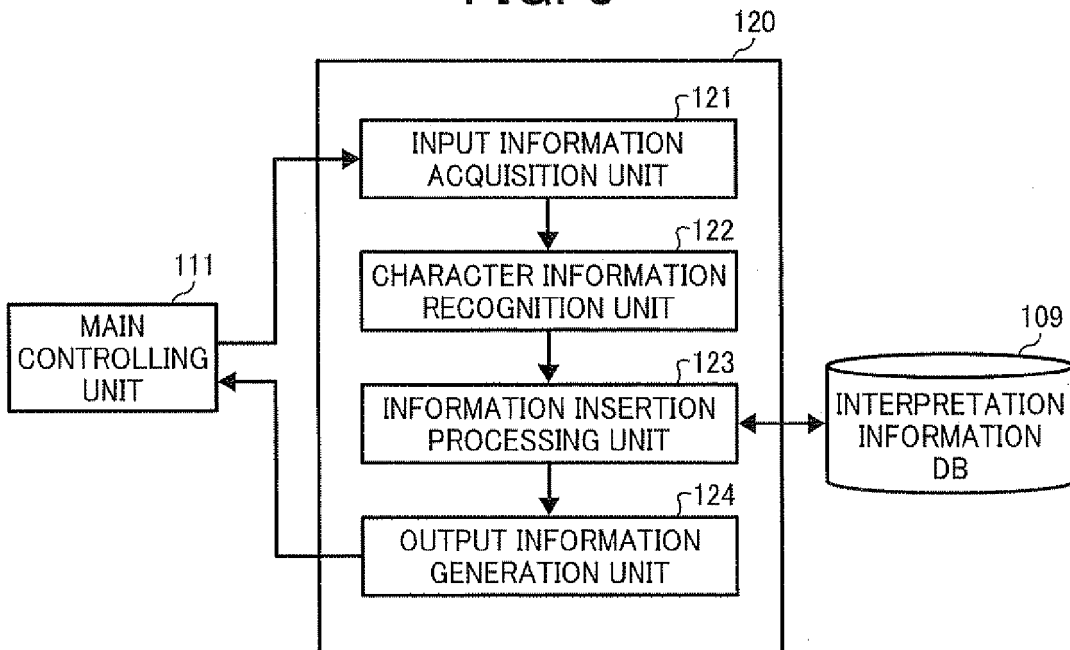 120
121
INPUT INFORMATION
ACQUISITION UNIT
122
CHARACTER INFORMATION
RECOGNITION UNIT
111
MAIN
CONTROLLING
UNIT
123
INFORMATION INSERTION
PROCESSING UNIT
109
INTERPRETATION
INFORMATION
DB
124
OUTPUT INFORMATION
GENERATION UNIT